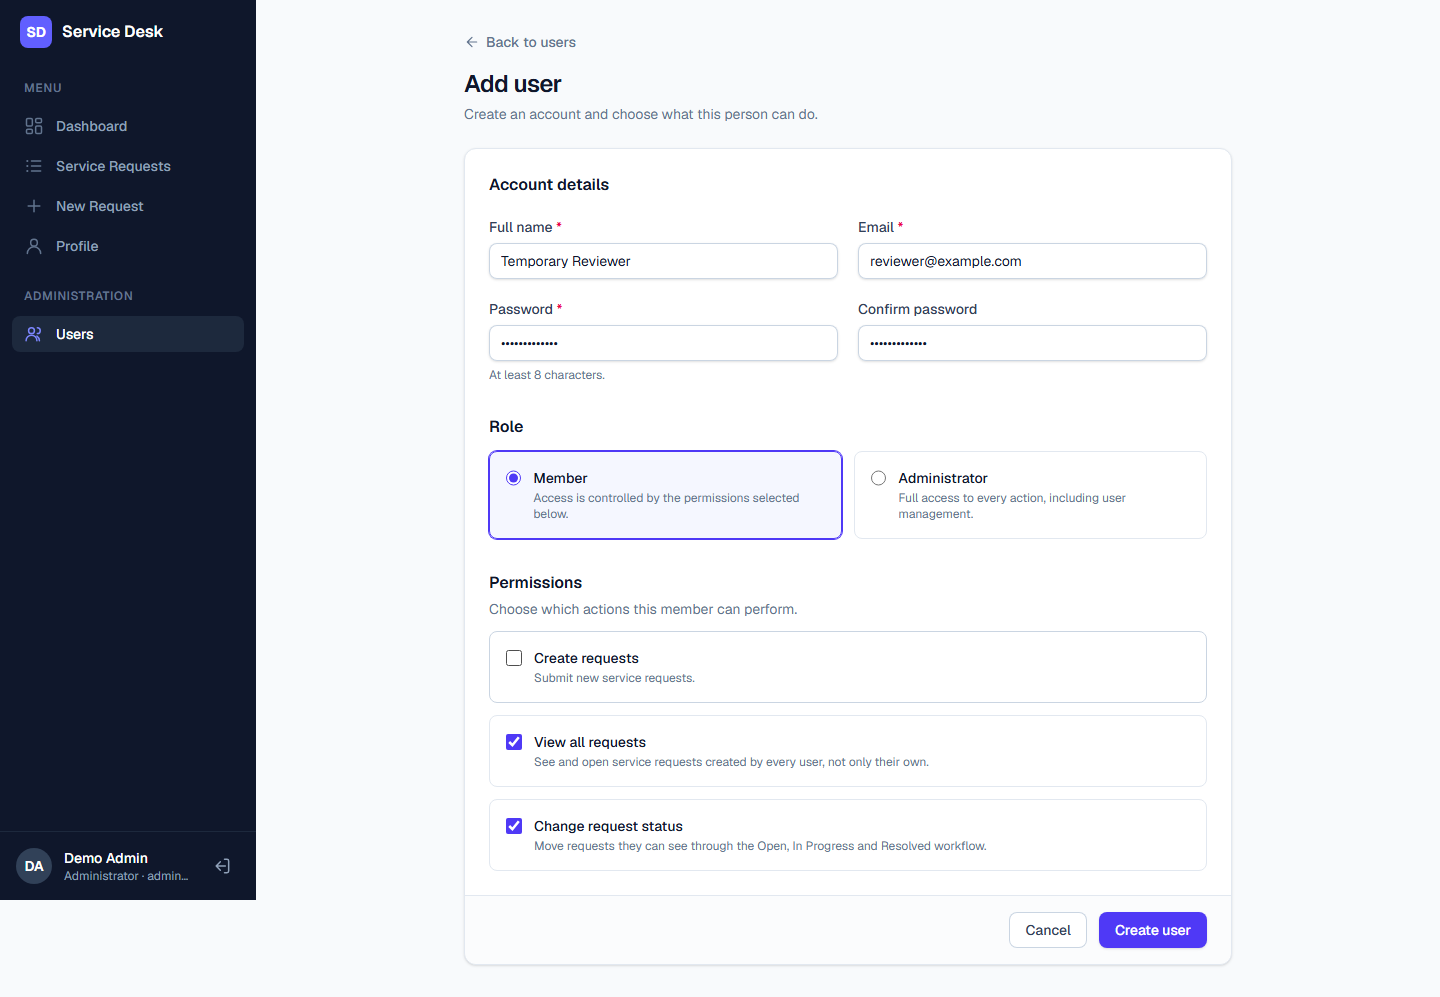 SD Service Desk
MENU
Dashboard
Service Requests
New Request
Profile
ADMINISTRATION
Users
DA
Demo Admin
Administrator · admin...
Back to users
Add user
Create an account and choose what this person can do.
Account details
Full name *
Temporary Reviewer
Email *
reviewer@example.com
Password *
•••••••••••••
At least 8 characters.
Confirm password
•••••••••••••
Role
Member
Access is controlled by the permissions selected
below.
Administrator
Full access to every action, including user
management.
Permissions
Choose which actions this member can perform.
Create requests
Submit new service requests.
View all requests
See and open service requests created by every user, not only their own.
Change request status
Move requests they can see through the Open, In Progress and Resolved workflow.
Cancel
Create user